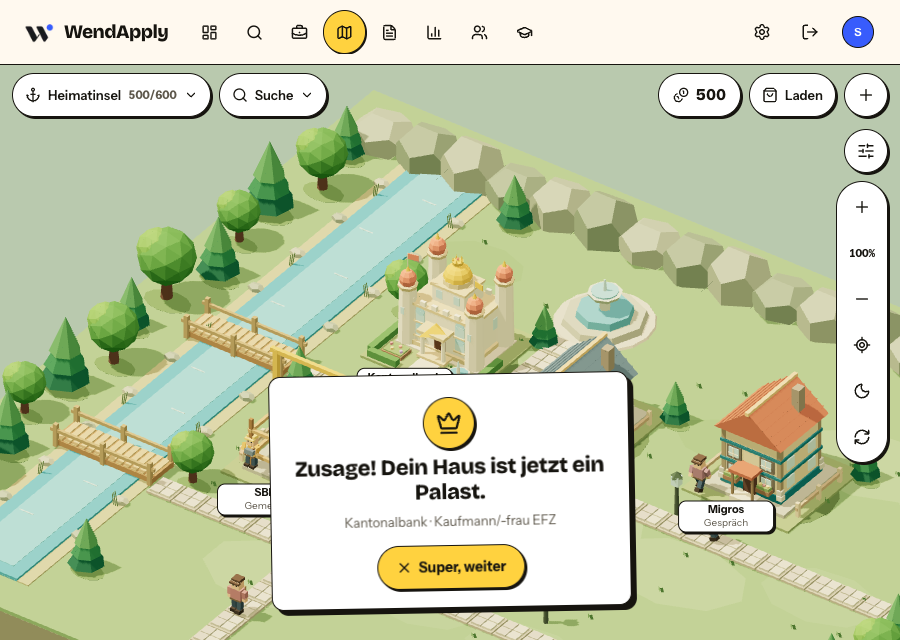 WendApply
S
Heimatinsel 500/600
Suche
500
Laden
100%
Zusage! Dein Haus ist jetzt ein
Palast.
Kantonalbank · Kaufmann/-frau EFZ
Super, weiter
Migros
Gespräch